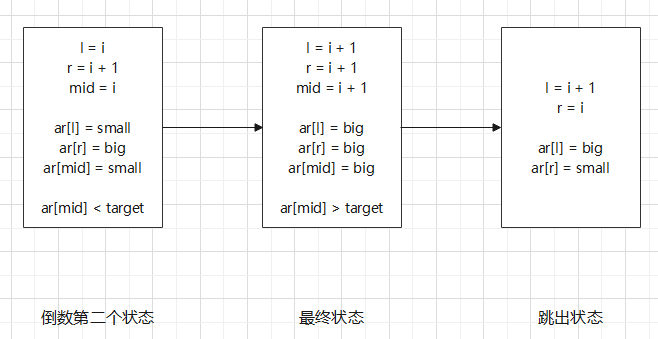 l = i
r = i + 1
mid = i
ar[l] = small
ar[r] = big
ar[mid] = small
ar[mid] < target
l = i + 1
r = i + 1
mid = i + 1
ar[l] = big
ar[r] = big
ar[mid] = big
ar[mid] > target
l = i + 1
r = i
ar[l] = big
ar[r] = small
倒数第二个状态
最终状态
跳出状态